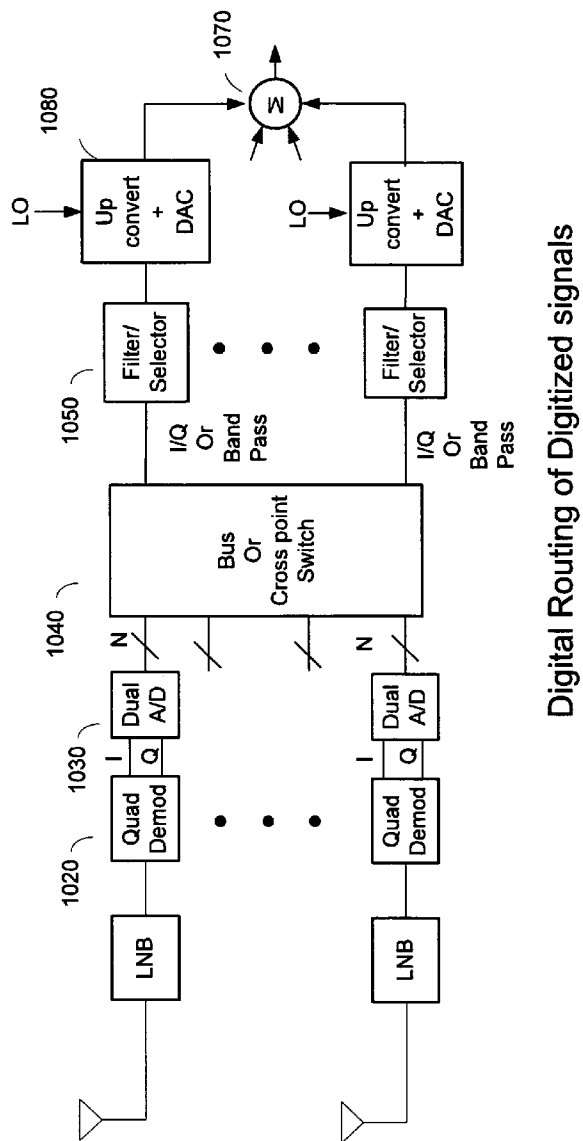 1020
1030
1040
1050
1080
1070
LNB
Quad
Demod
I
Q
Dual
A/D
N
Bus
Or
Cross point
Switch
I/Q
Or
Band
Pass
Filter/
Selector
LO
Up
convert
+
DAC
M
LNB
Quad
Demod
I
Q
Dual
A/D
N
I/Q
Or
Band
Pass
Filter/
Selector
LO
Up
convert
+
DAC
Digital Routing of Digitized signals